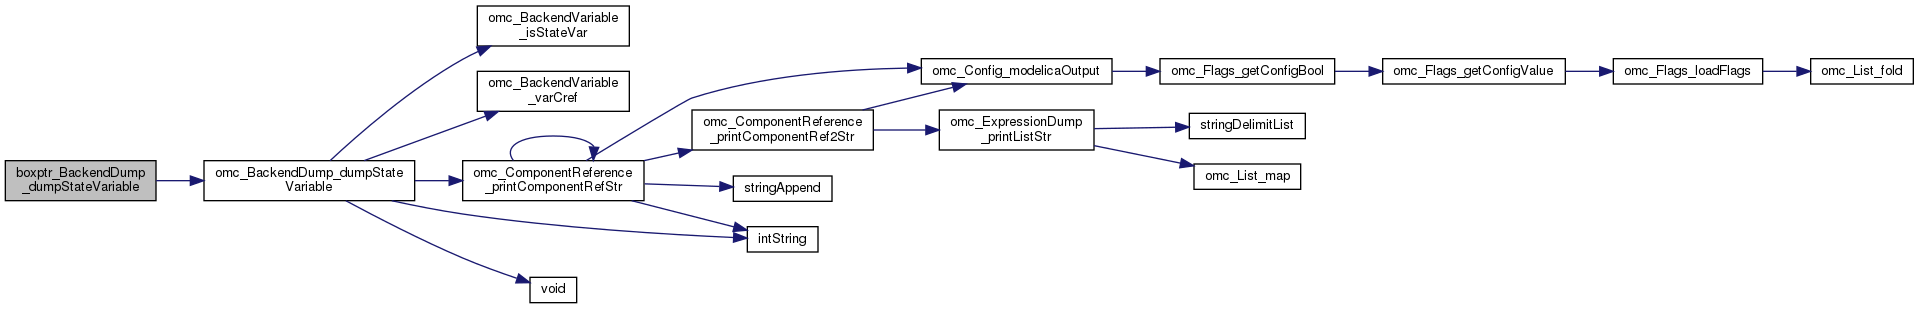 boxptr_BackendDump
_dumpStateVariable
omc_BackendDump_dumpState
Variable
omc_BackendVariable
_isStateVar
omc_BackendVariable
_varCref
omc_ComponentReference
_printComponentRefStr
intString
void
omc_Config_modelicaOutput
omc_ComponentReference
_printComponentRef2Str
stringAppend
omc_Flags_getConfigBool
omc_Flags_getConfigValue
omc_Flags_loadFlags
omc_List_fold
omc_ExpressionDump
_printListStr
stringDelimitList
omc_List_map